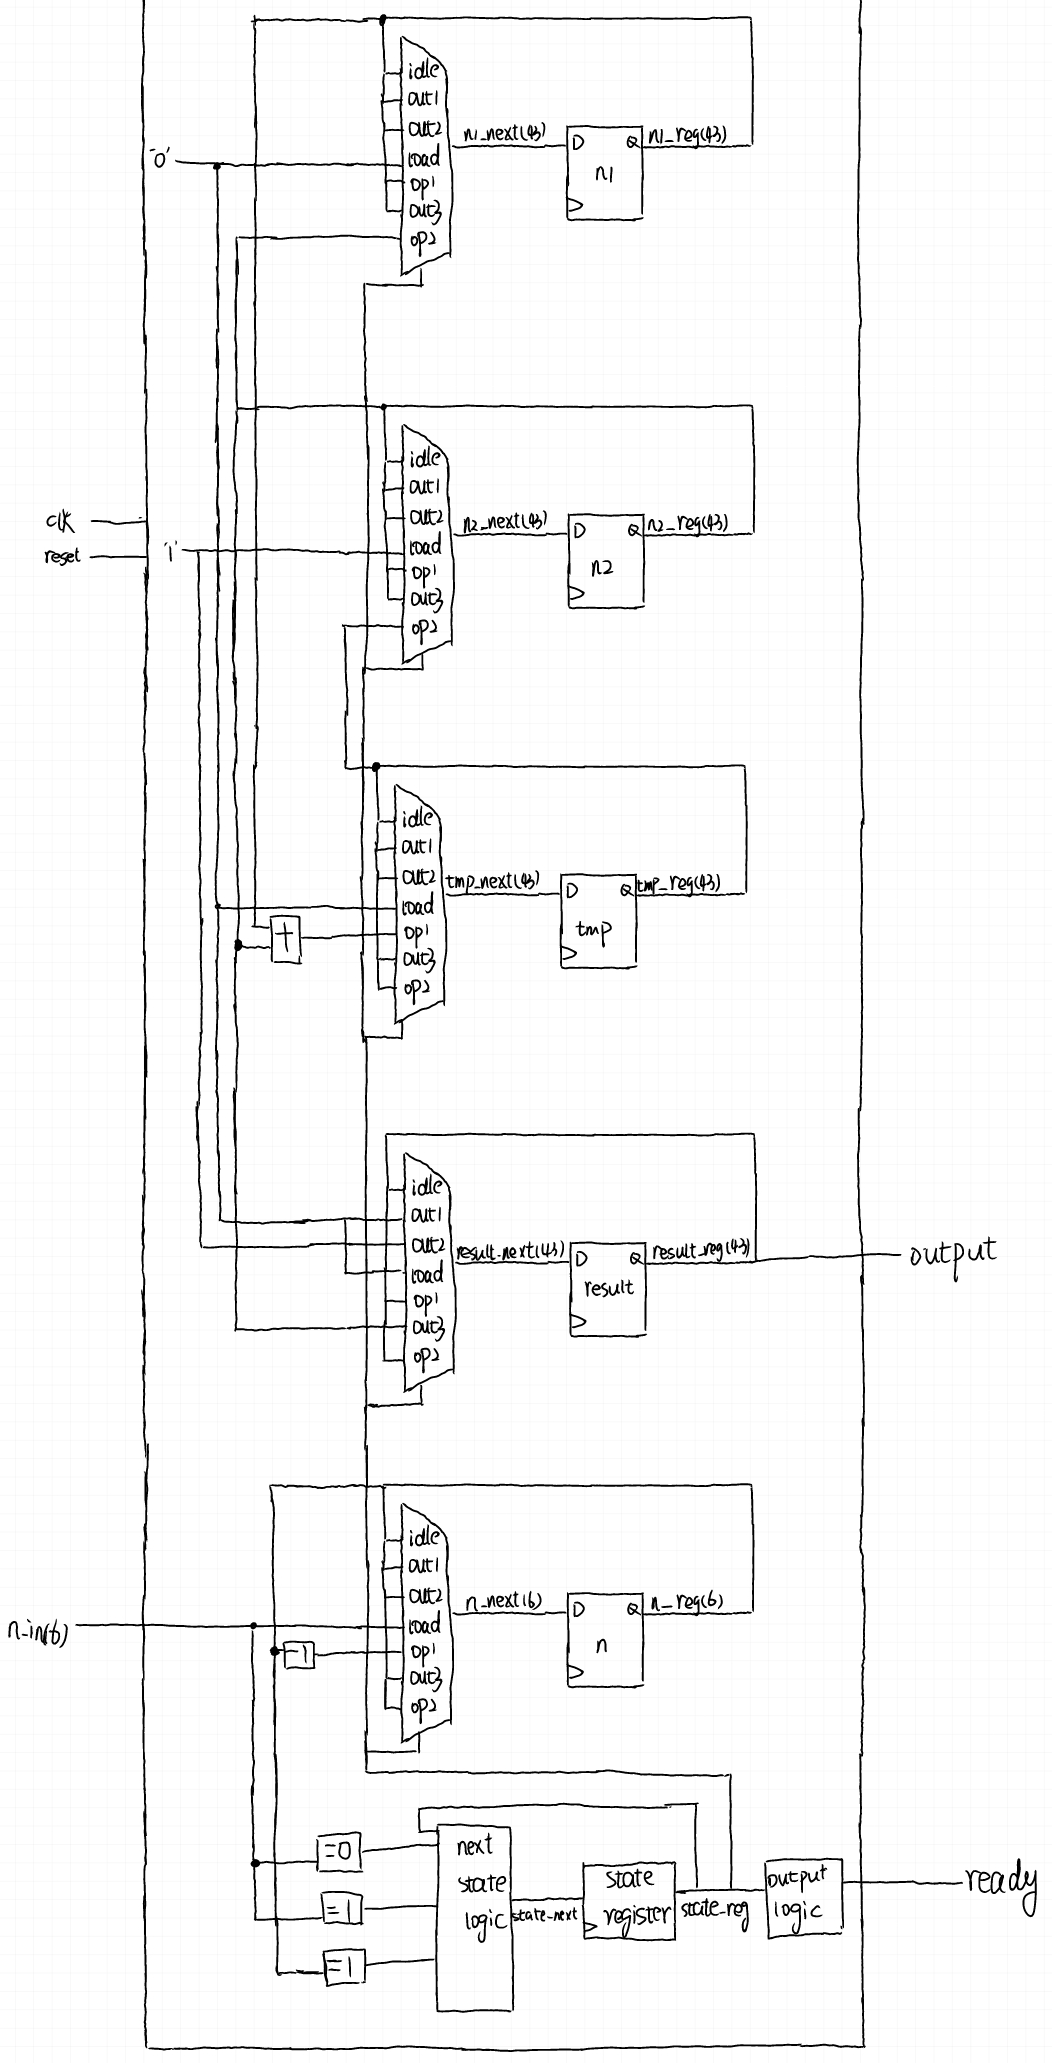 idle
out1
out2
load
op1
out3
op2
'0'
n1_next(43)
D Q
n1
n1_reg(43)
idle
out1
out2
load
op1
out3
op2
clk
reset
'1'
n2_next(43)
D Q
n2
n2_reg(43)
idle
out1
out2
load
op1
out3
op2
+
tmp_next(43)
D Q
tmp
tmp_reg(43)
idle
out1
out2
load
op1
out3
op2
result_next(43)
D Q
result
result_reg(43)
output
idle
out1
out2
load
op1
out3
op2
n_in(6)
-1
n_next(6)
D Q
n
n_reg(6)
=0
=1
=1
next
state
logic
state_next
state
register
state_reg
output
logic
ready